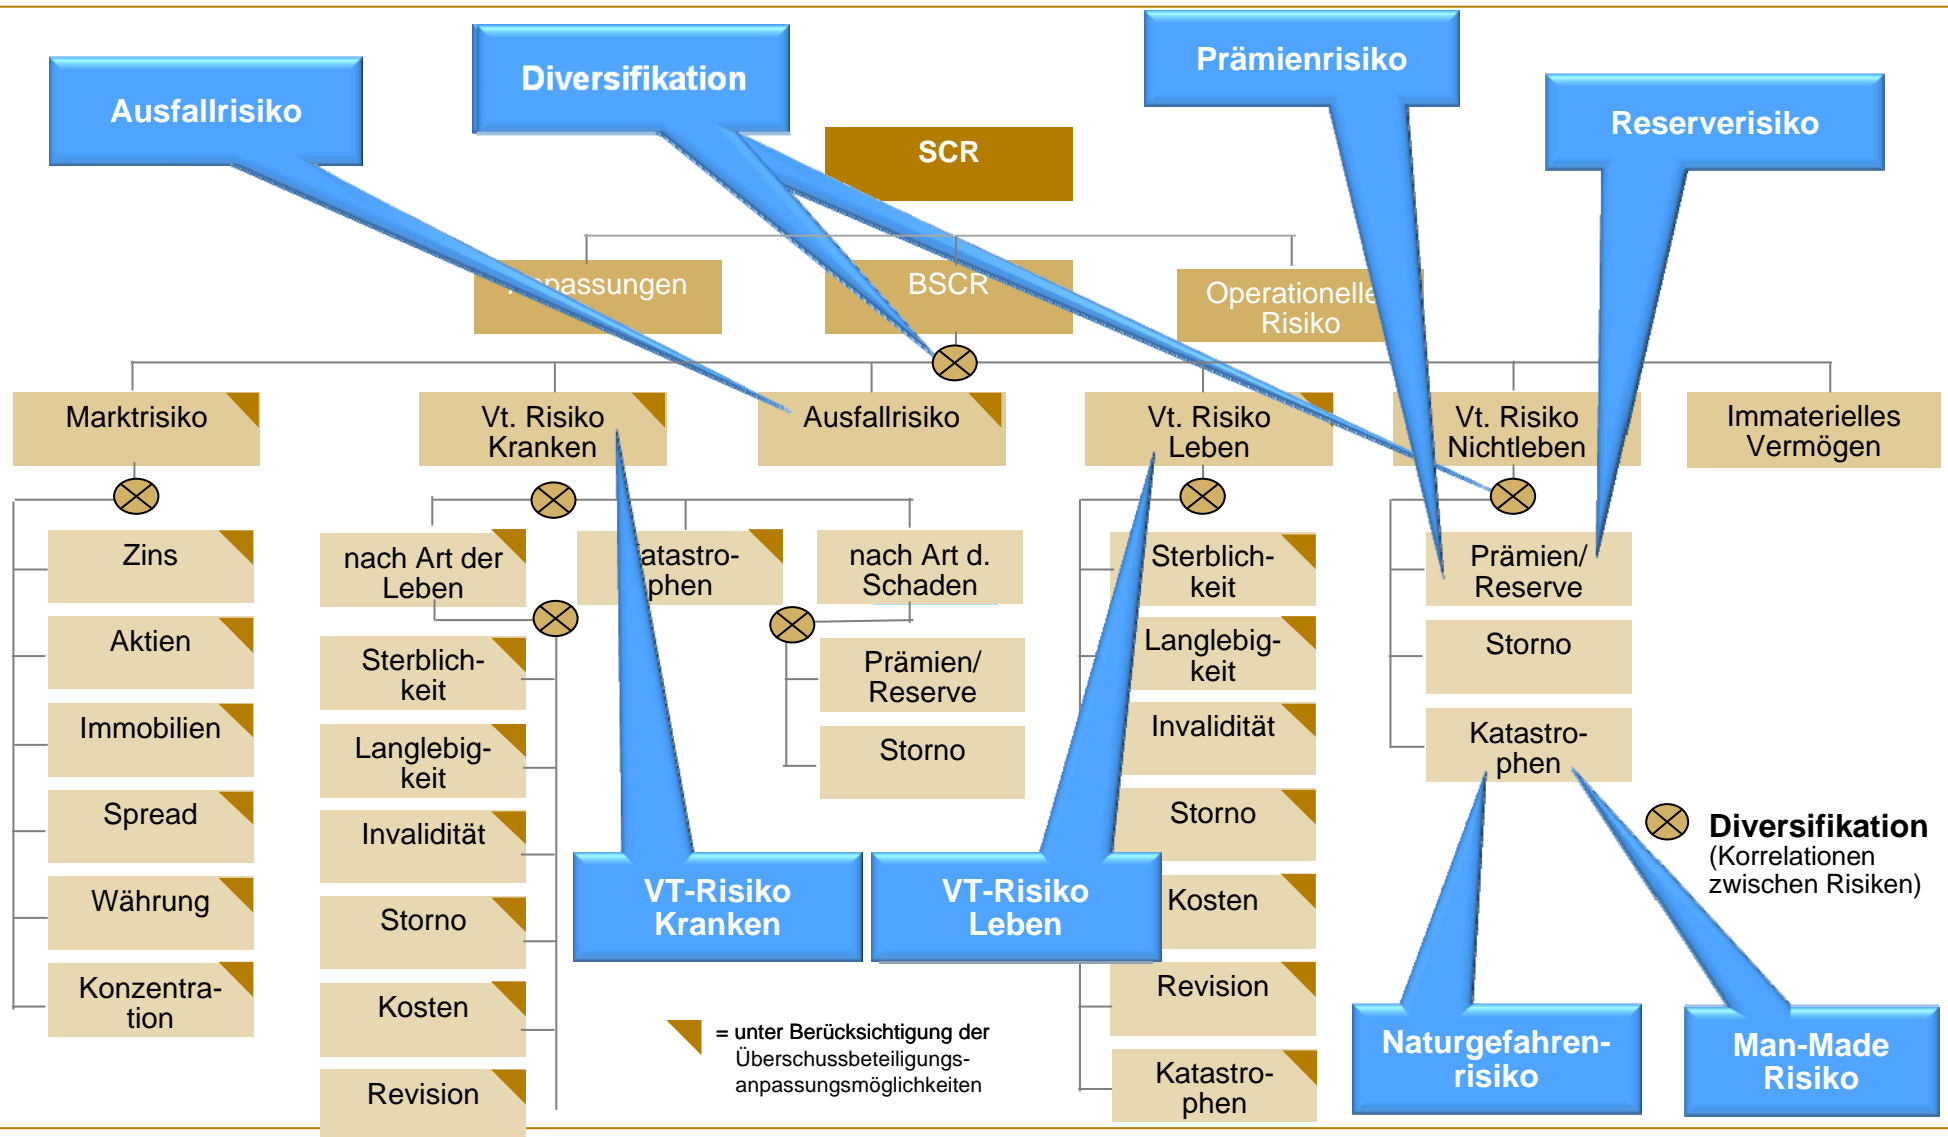 Prämienrisiko
Diversifikation
Ausfallrisiko
Reserverisiko
SCR
passungen
BSCR
Operationelle
Risiko
Marktrisiko
Vt. Risiko
Kranken
Ausfallrisiko
Vt. Risiko
Leben
Vt. Risiko
Nichtleben
Immaterielles
Vermögen
Zins
Aktien
Immobilien
Spread
Währung
Konzentra-
tion
nach Art der
Leben
Sterblich-
keit
Langlebig-
keit
Invalidität
Storno
Kosten
Revision
atastro-
phen
nach Art d.
Schaden
Prämien/
Reserve
Storno
Sterblich-
keit
Langlebig-
keit
Invalidität
Storno
Kosten
Revision
Katastro-
phen
Prämien/
Reserve
Storno
Katastro-
phen
Diversifikation
(Korrelationen
zwischen Risiken)
VT-Risiko
Kranken
VT-Risiko
Leben
Naturgefahren-
risiko
Man-Made
Risiko
= unter Berücksichtigung der
Überschussbeteiligungs-
anpassungsmöglichkeiten